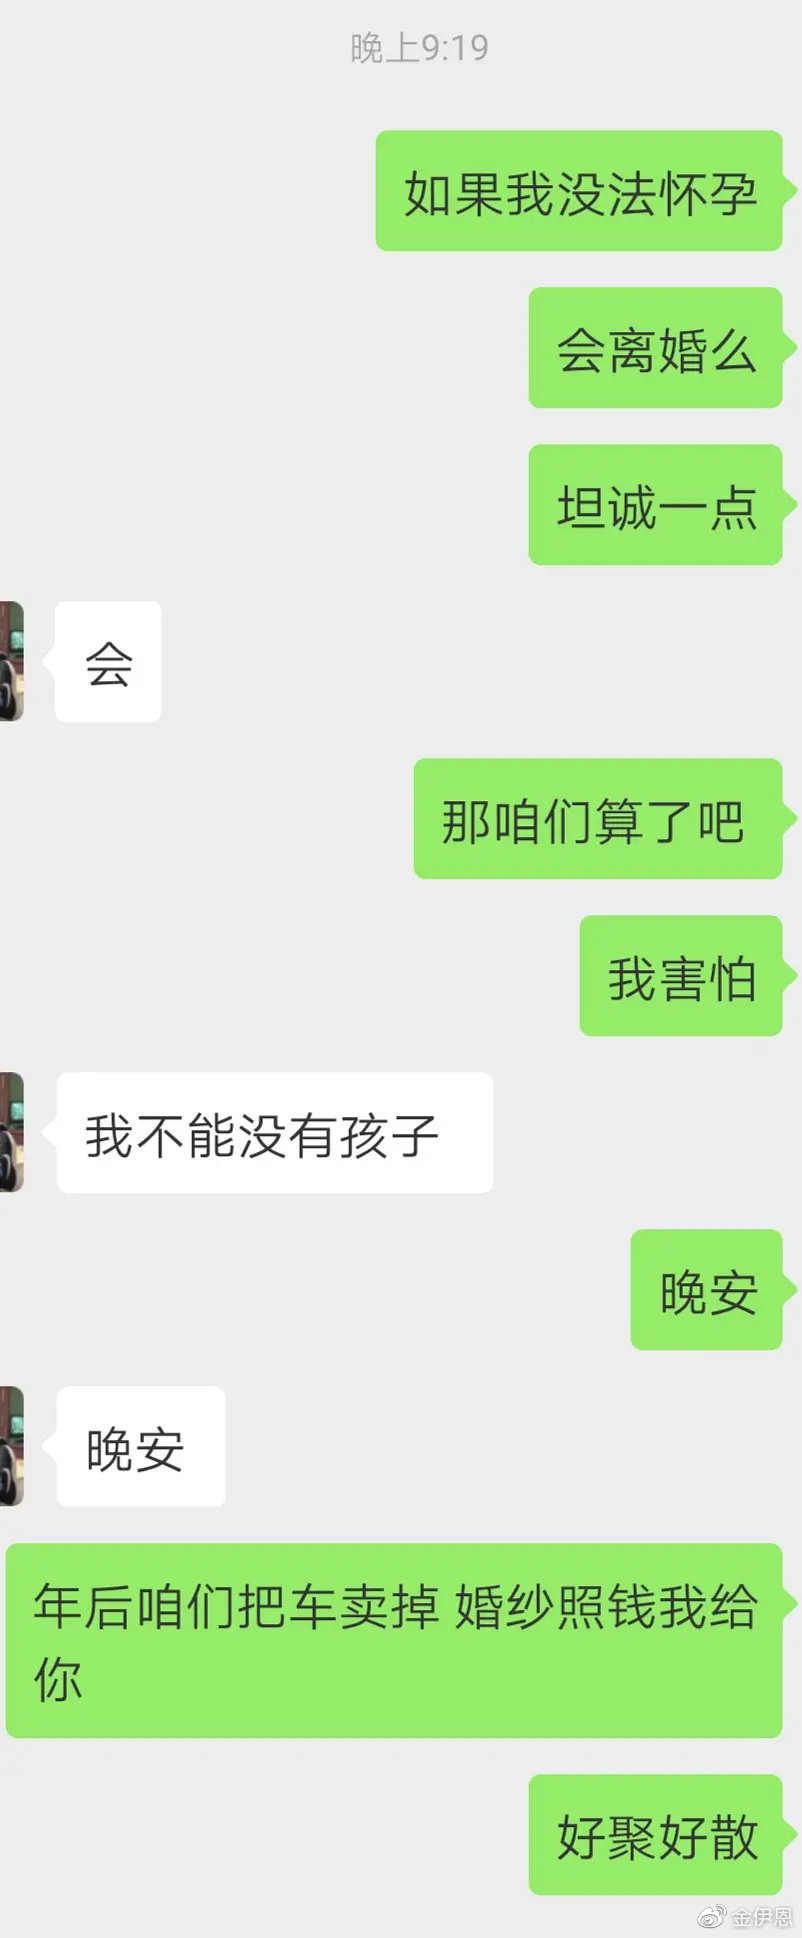 晚上9:19
如果我没法怀孕
会离婚么
坦诚一点
会
那咱们算了吧
我害怕
我不能没有孩子
晚安
晚安
年后咱们把车卖掉 婚纱照钱我给
你
好聚好散
金伊恩